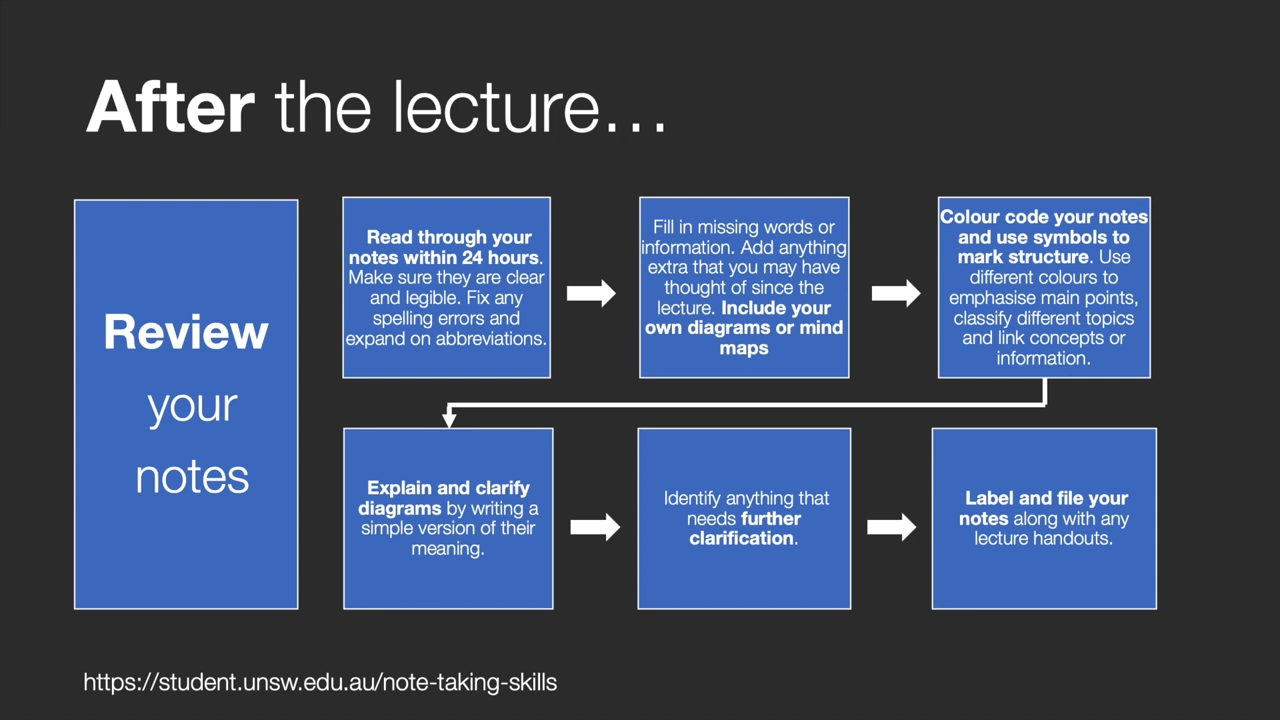 After the lecture…
Review
your
notes
Read through your
notes within 24 hours.
Make sure they are clear
and legible. Fix any
spelling errors and
expand on abbreviations.
Fill in missing words or
information. Add anything
extra that you may have
thought of since the
lecture. Include your
own diagrams or mind
maps
Colour code your notes
and use symbols to
mark structure. Use
different colours to
emphasise main points,
classify different topics
and link concepts or
information.
Explain and clarify
diagrams by writing a
simple version of their
meaning.
Identify anything that
needs further
clarification.
Label and file your
notes along with any
lecture handouts.
https://student.unsw.edu.au/note-taking-skills